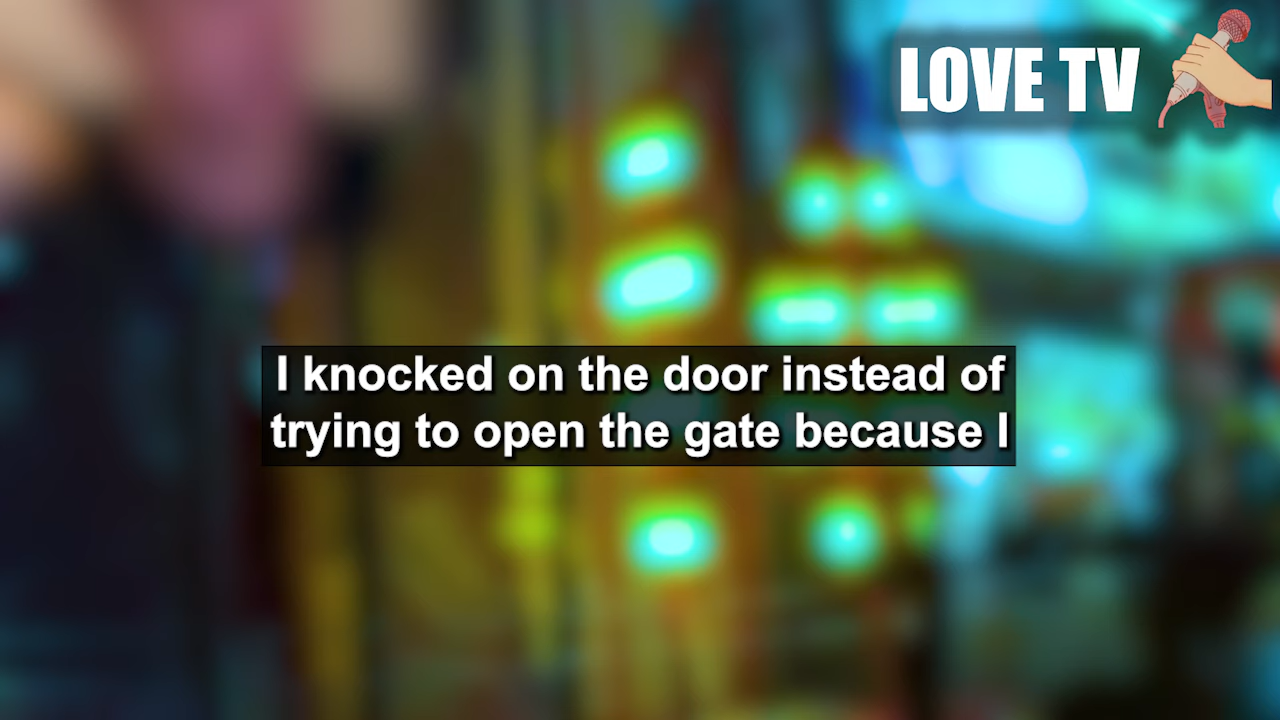 LOVE TV
I knocked on the door instead of
trying to open the gate because I